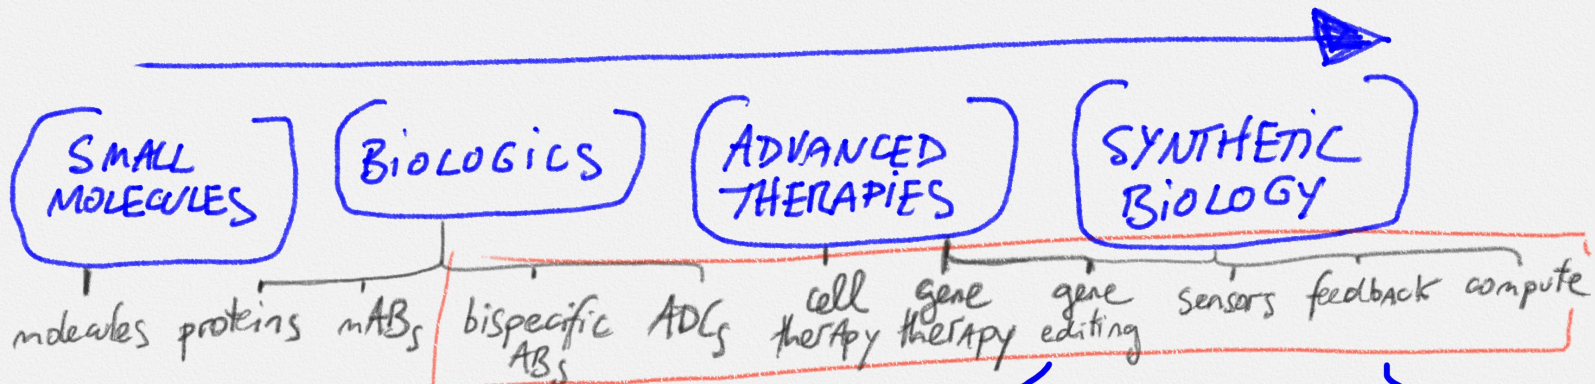 SMALL
MOLECULES
BiOLOGiCS
ADVANCED
THERAPIES
SYNTHETiC
BiOLOGY
molecules
proteins
mABs
bispecific
ABs
ADCs
cell
therApy
gene
therApy
gene
editing
sensors
feedbAck
compute